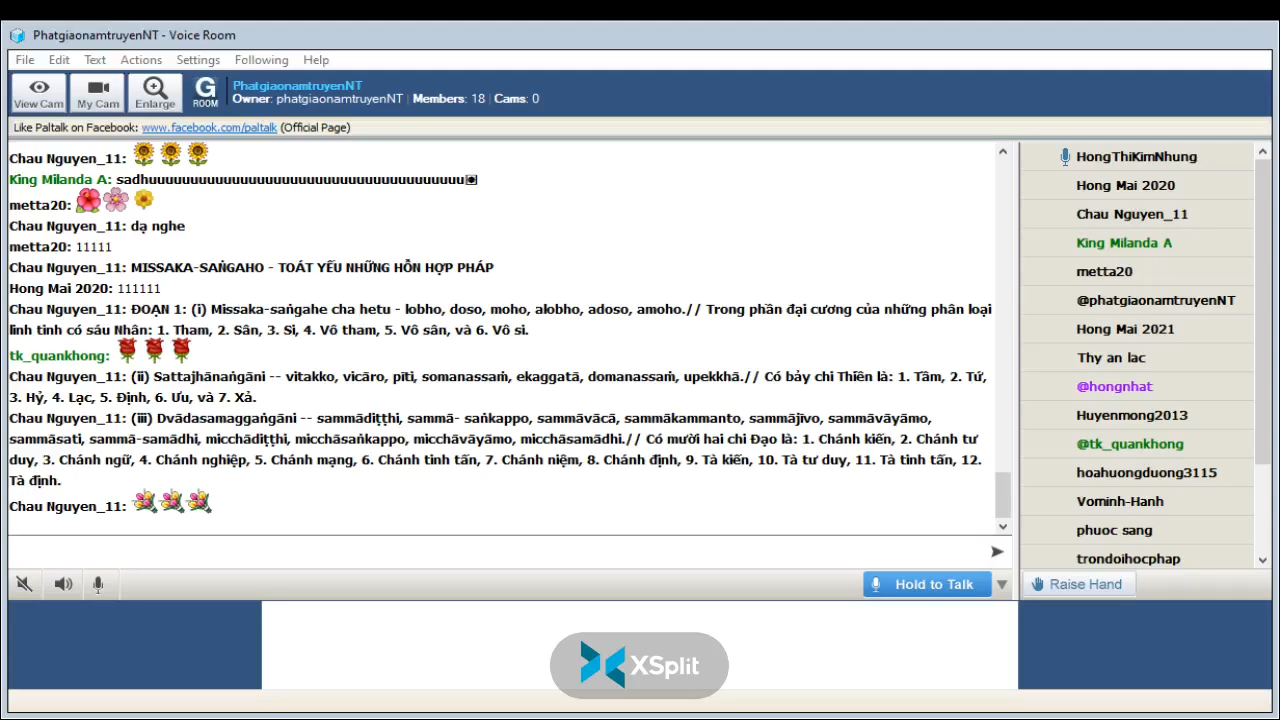 PhatgiaonamtruyenNT - Voice Room
File Edit Text Actions Settings Following Help
View Cam My Cam Enlarge G ROOM
PhatgiaonamtruyenNT
Owner: phatgiaonamtruyenNT | Members: 18 | Cams: 0
Like Paltalk on Facebook: www.facebook.com/paltalk (Official Page)
Chau Nguyen_11:
King Milanda A: sadhuuuuuuuuuuuuuuuuuuuuuuuuuuuuuuuuuuuuuuu
metta20:
Chau Nguyen_11: dạ nghe
metta20: 11111
Chau Nguyen_11: MISSAKA-SAṄGAHO - TOÁT YẾU NHỮNG HỖN HỢP PHÁP
Hong Mai 2020: 111111
Chau Nguyen_11: ĐOẠN 1: (i) Missaka-saṅgahe cha hetu - lobho, doso, moho, alobho, adoso, amoho.// Trong phần đại cương của những phân loại
linh tinh có sáu Nhân: 1. Tham, 2. Sân, 3. Si, 4. Vô tham, 5. Vô sân, và 6. Vô si.
tk_quankhong:
Chau Nguyen_11: (ii) Sattajhānaṅgāni -- vitakko, vicāro, pīti, somanassaṁ, ekaggatā, domanassaṁ, upekkhā.// Có bảy chi Thiền là: 1. Tầm, 2. Tứ,
3. Hỷ, 4. Lạc, 5. Định, 6. Ưu, và 7. Xả.
Chau Nguyen_11: (iii) Dvādasamaggaṅgāni -- sammādiṭṭhi, sammā- saṅkappo, sammāvācā, sammākammanto, sammājīvo, sammāvāyāmo,
sammāsati, sammā-samādhi, micchādiṭṭhi, micchāsaṅkappo, micchāvāyāmo, micchāsamādhi.// Có mười hai chi Đạo là: 1. Chánh kiến, 2. Chánh tư
duy, 3. Chánh ngữ, 4. Chánh nghiệp, 5. Chánh mạng, 6. Chánh tinh tấn, 7. Chánh niệm, 8. Chánh định, 9. Tà kiến, 10. Tà tư duy, 11. Tà tinh tấn, 12.
Tà định.
Chau Nguyen_11:
Hold to Talk
HongThiKimNhung
Hong Mai 2020
Chau Nguyen_11
King Milanda A
metta20
@phatgiaonamtruyenNT
Hong Mai 2021
Thy an lac
@hongnhat
Huyenmong2013
@tk_quankhong
hoahuongduong3115
Vominh-Hanh
phuoc sang
trondoihocphap
Raise Hand
XSplit